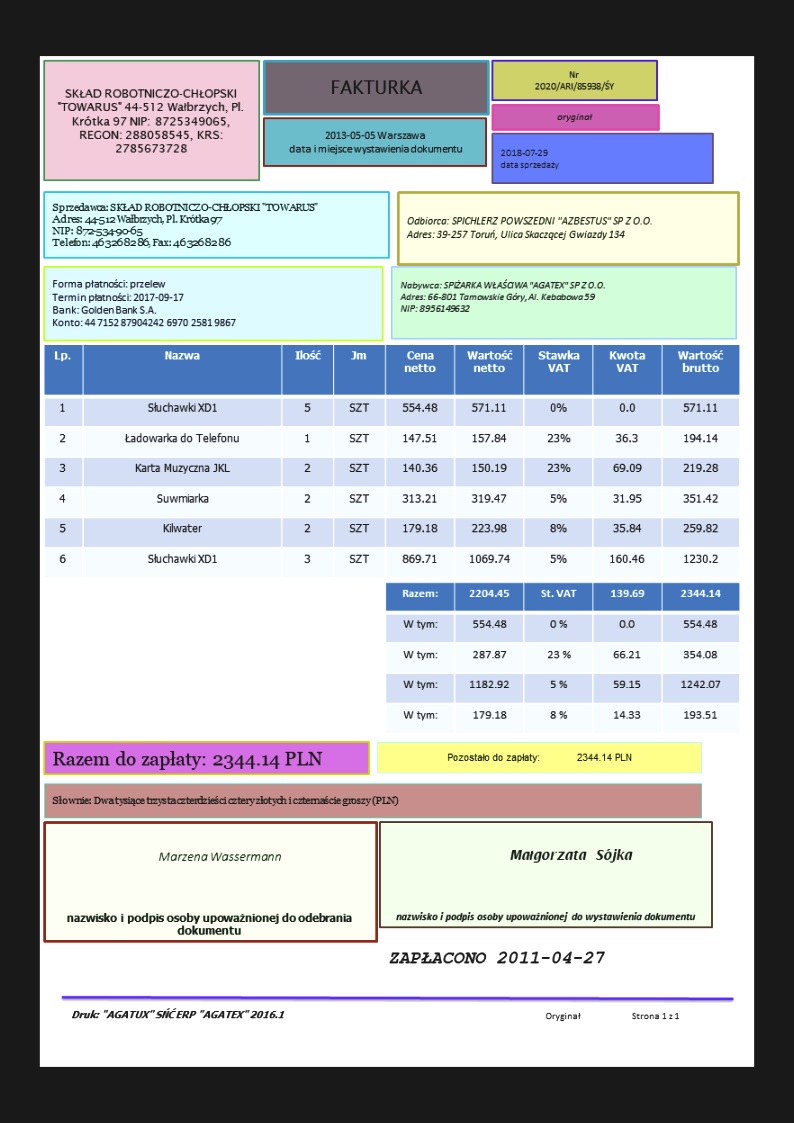 SKŁAD ROBOTNICZO-CHŁOPSKI
"TOWARUS" 44-512 Wałbrzych, Pl.
Krótka 97 NIP: 8725349065,
REGON: 288058545, KRS:
2785673728
FAKTURKA
2013-05-05 Warszawa
data i miejsce wystawienia dokumentu
Nr
2020/ARI/85938/ŚY
oryginał
2018-07-29
data sprzedaży
Sprzedawca: SKŁAD ROBOTNICZO-CHŁOPSKI "TOWARUS"
Adres: 44-512 Wałbrzych, Pl. Krótka 97
NIP: 872-534-90-65
Telefon: 463268286, Fax: 463268286
Odbiorca: SPICHLERZ POWSZEDNI "AZBESTUS" SP Z O.O.
Adres: 39-257 Toruń, Ulica Skaczącej Gwiazdy 134
Forma płatności: przelew
Termin płatności: 2017-09-17
Bank: Golden Bank S.A.
Konto: 44 7152 8790 4242 6970 2581 9867
Nabywca: SPIŻARKA WŁAŚCIWA "AGATEX" SP Z O.O.
Adres: 66-801 Tarnowskie Góry, Al. Kebabowa 59
NIP: 8956149632
Lp. Nazwa Ilość Jm Cena netto Wartość netto Stawka VAT Kwota VAT Wartość brutto
1 Słuchawki XD1 5 SZT 554.48 571.11 0% 0.0 571.11
2 Ładowarka do Telefonu 1 SZT 147.51 157.84 23% 36.3 194.14
3 Karta Muzyczna JKL 2 SZT 140.36 150.19 23% 69.09 219.28
4 Suwmiarka 2 SZT 313.21 319.47 5% 31.95 351.42
5 Kilwater 2 SZT 179.18 223.98 8% 35.84 259.82
6 Słuchawki XD1 3 SZT 869.71 1069.74 5% 160.46 1230.2
Razem: 2204.45 St. VAT 139.69 2344.14
W tym: 554.48 0 % 0.0 554.48
W tym: 287.87 23 % 66.21 354.08
W tym: 1182.92 5 % 59.15 1242.07
W tym: 179.18 8 % 14.33 193.51
Razem do zapłaty: 2344.14 PLN
Pozostało do zapłaty: 2344.14 PLN
Słownie: Dwa tysiące trzysta czterdzieści cztery złotych i czternaście groszy (PLN)
Marzena Wassermann
nazwisko i podpis osoby upoważnionej do odebrania
dokumentu
Małgorzata Sójka
nazwisko i podpis osoby upoważnionej do wystawienia dokumentu
ZAPŁACONO 2011-04-27
Druk: "AGATUX" SŃĆ ERP "AGATEX" 2016.1
Oryginał Strona 1 z 1